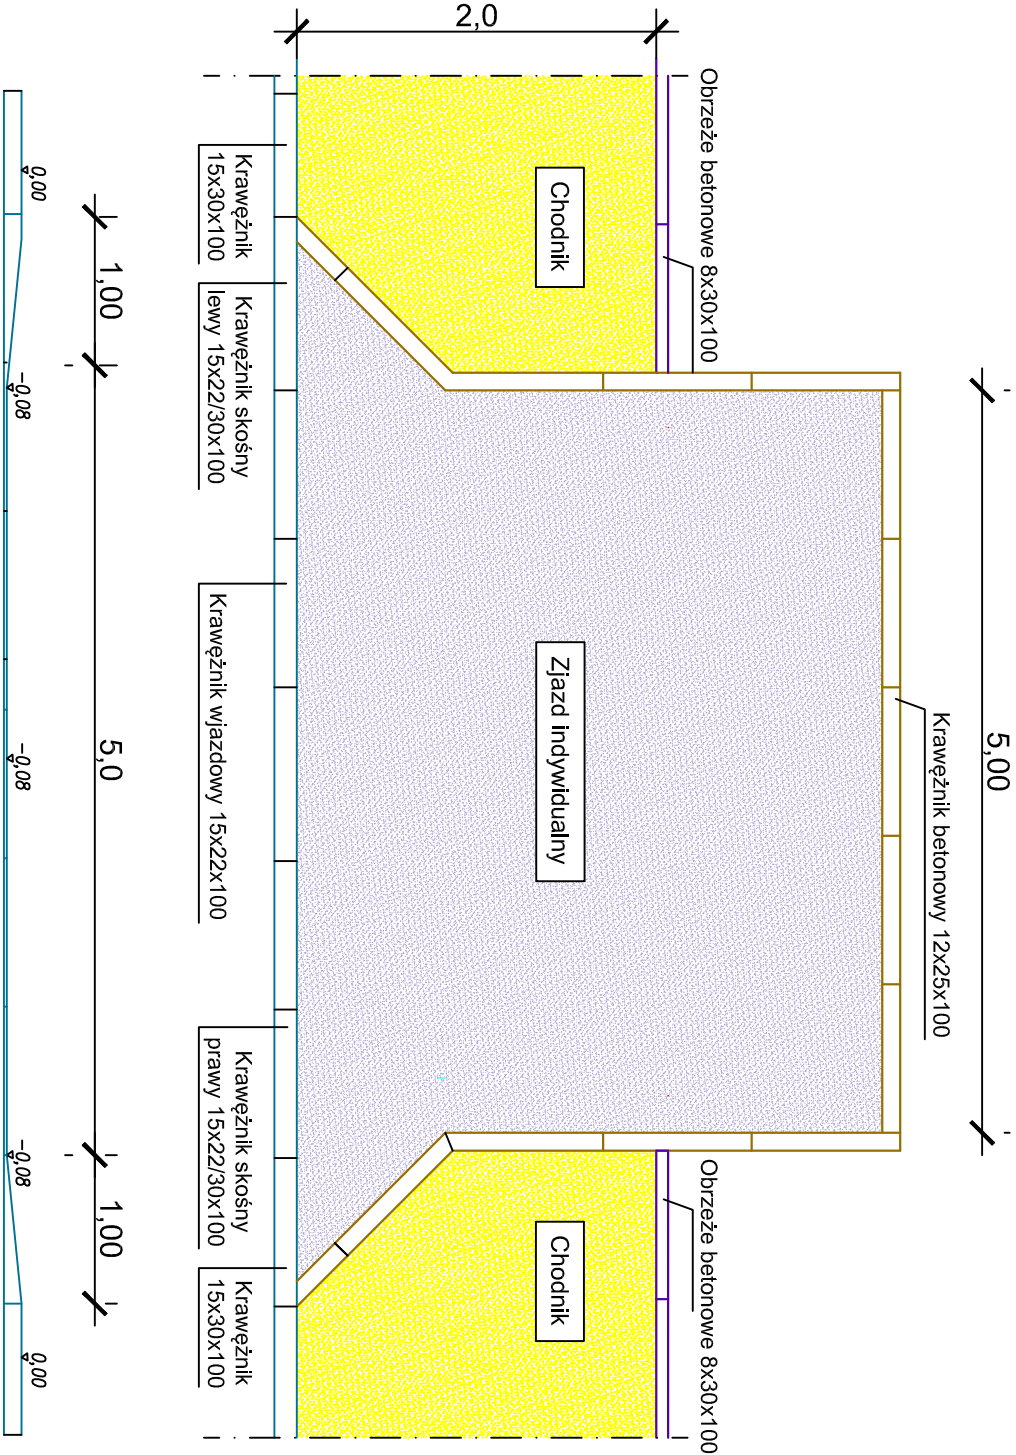 5,00
Krawężnik betonowy 12x25x100
Obrzeże betonowe 8x30x100
Obrzeże betonowe 8x30x100
2,0
Chodnik
Zjazd indywidualny
Chodnik
Krawężnik
15x30x100
Krawężnik skośny
lewy 15x22/30x100
Krawężnik wjazdowy 15x22x100
Krawężnik skośny
prawy 15x22/30x100
Krawężnik
15x30x100
1,00
5,0
1,00
0,00
-0,08
-0,08
-0,08
0,00